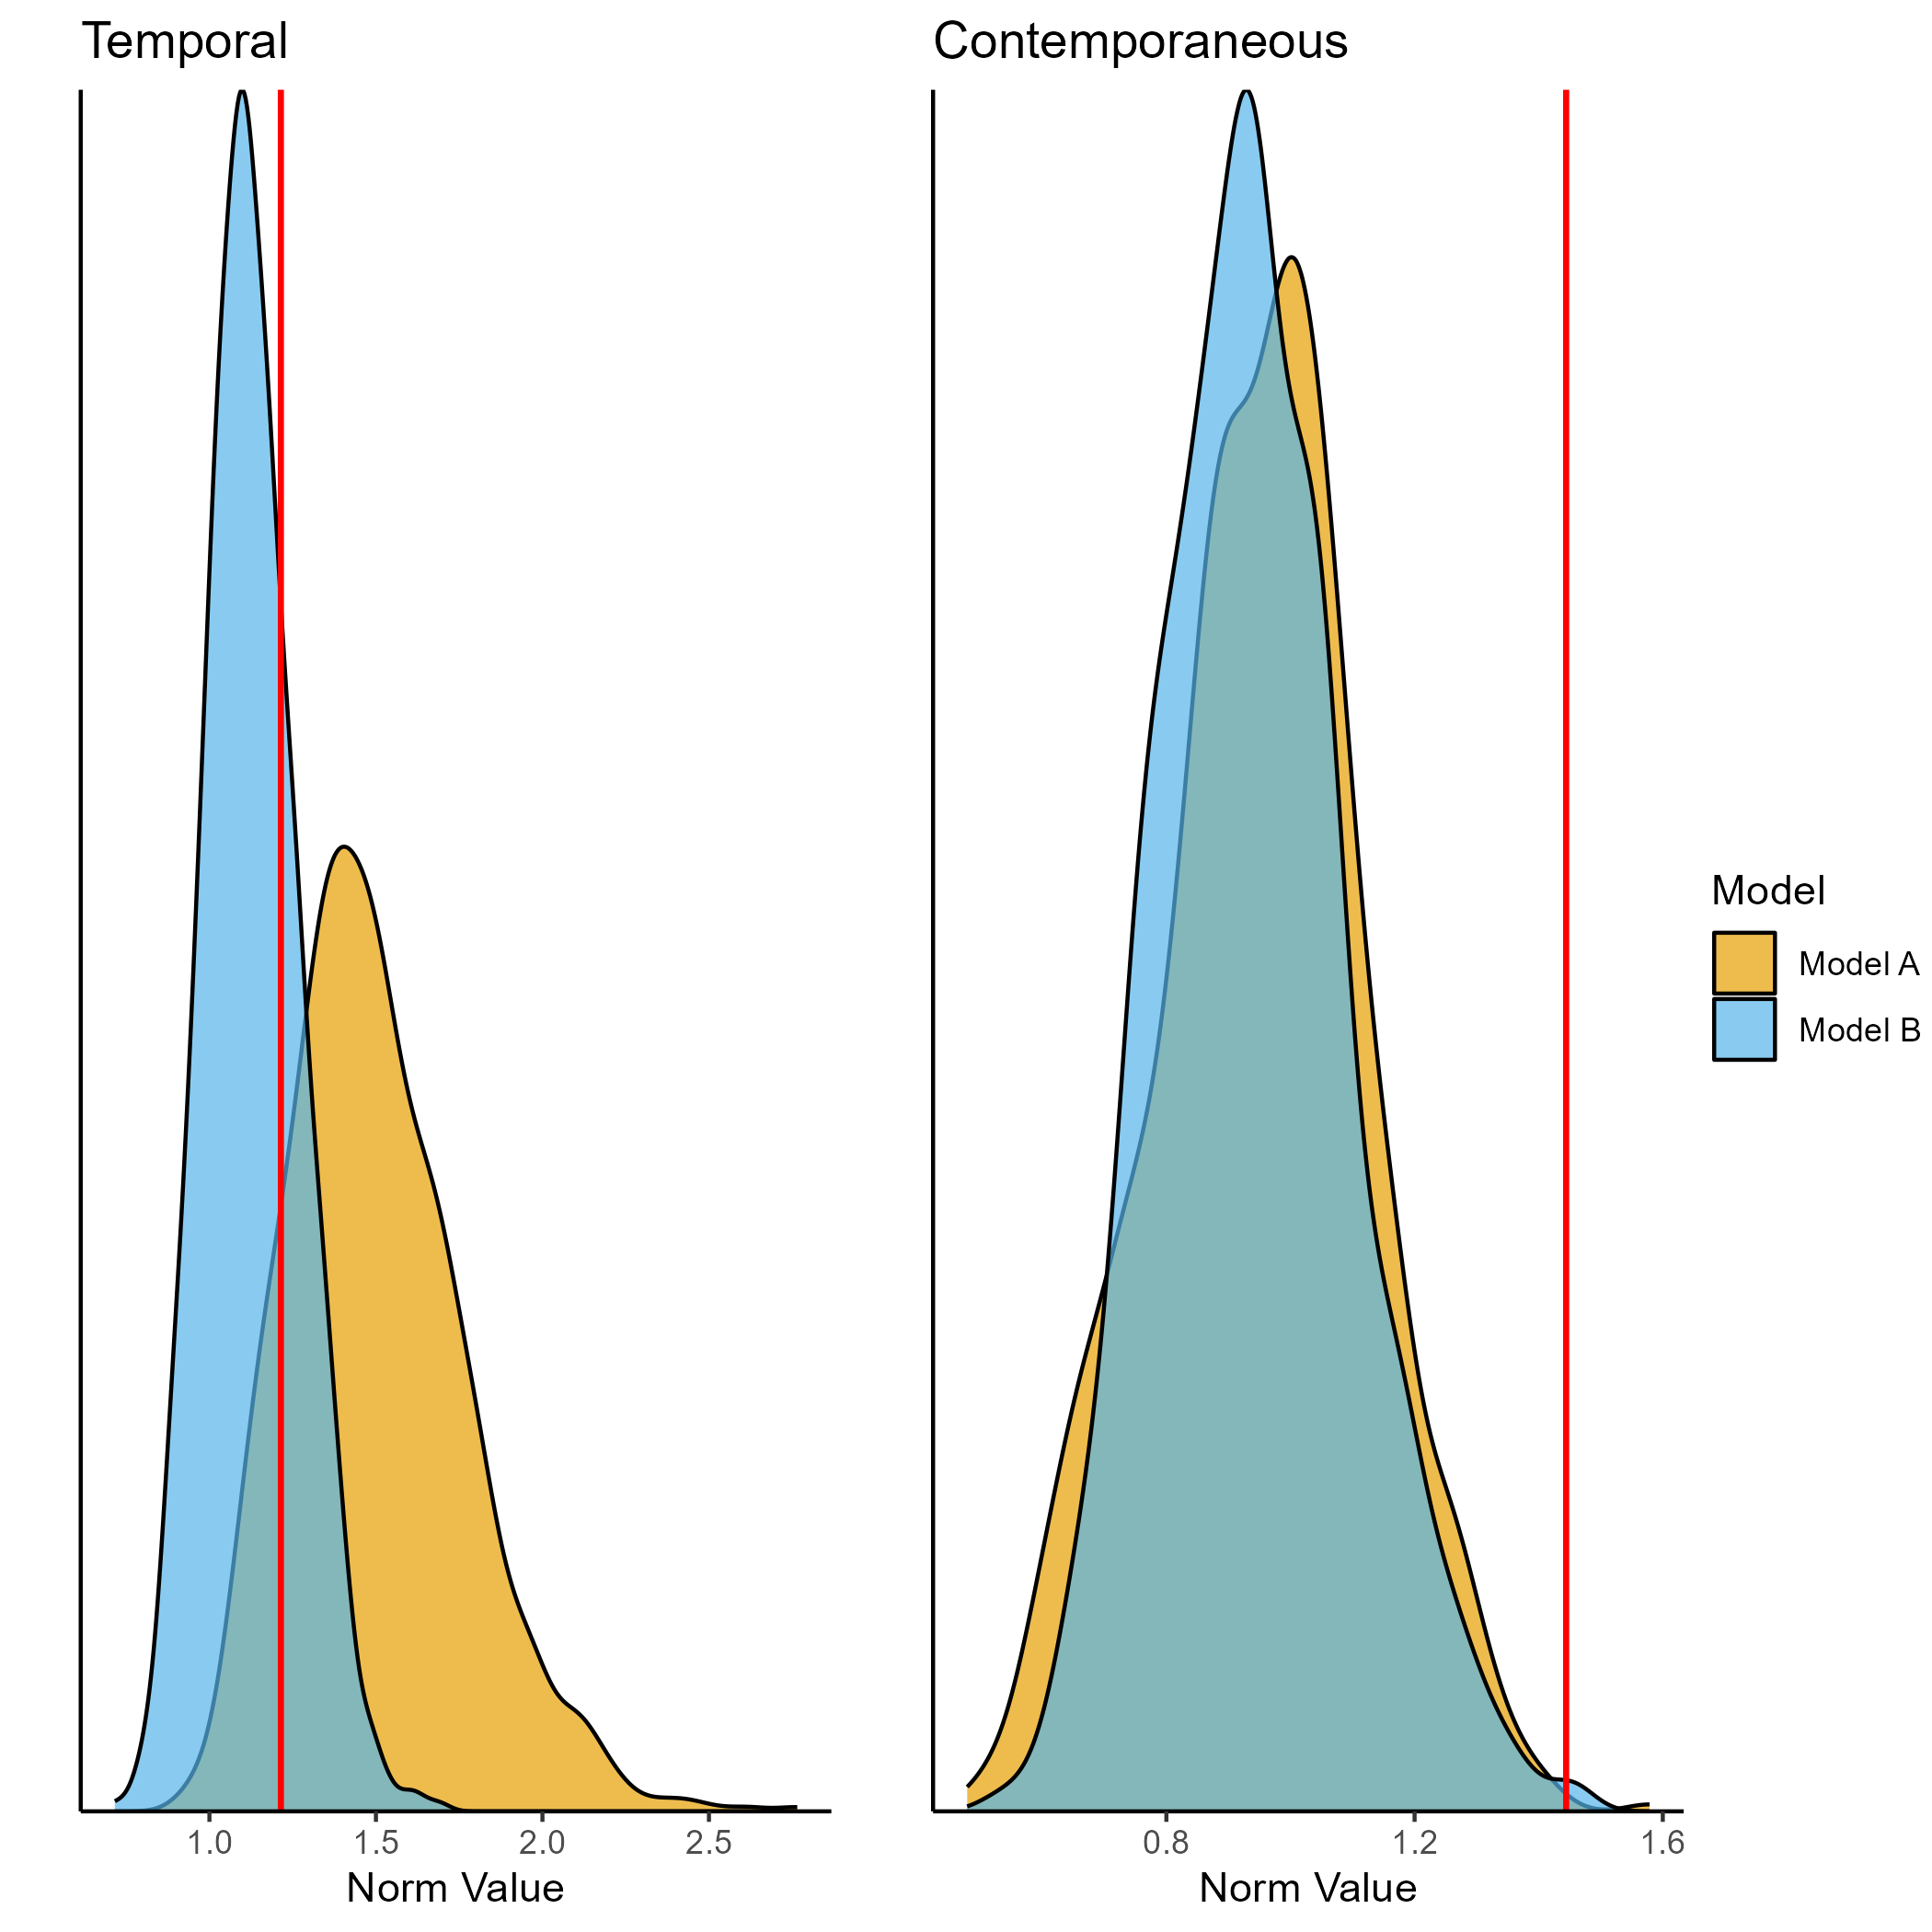 Temporal
Contemporaneous
1.0 1.5 2.0 2.5
Norm Value
0.8 1.2 1.6
Norm Value
Model
Model A
Model B